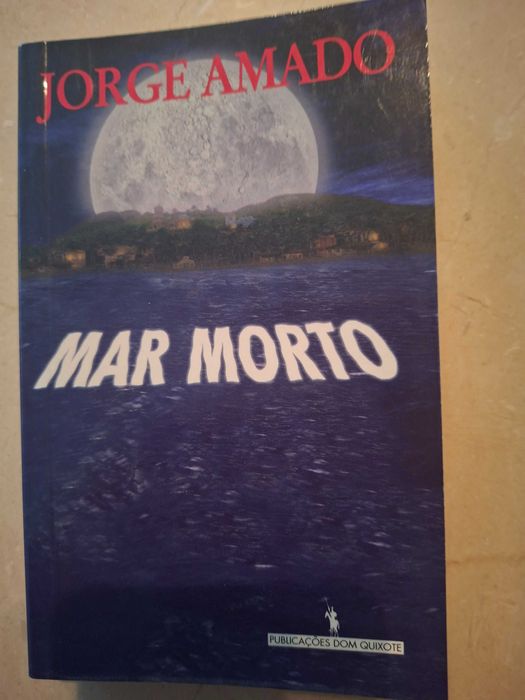 JORGE AMADO
MAR MORTO
PUBLICAÇÕES DOM QUIXOTE